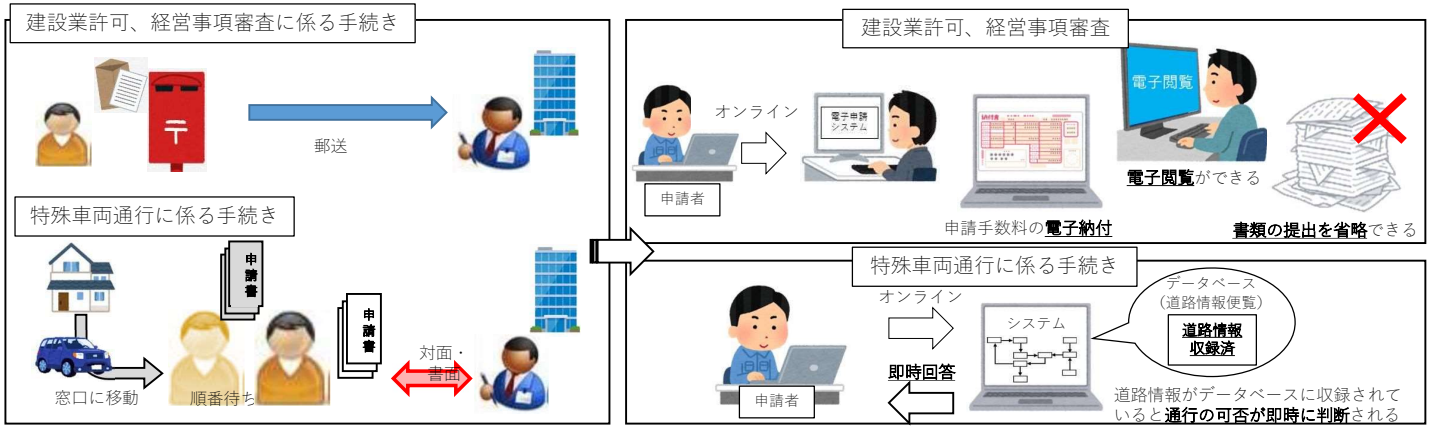 建設業許可、経営事項審査に係る手続き
〒
郵送
特殊車両通行に係る手続き
申請書
申請書
対面・
書面
窓口に移動
順番待ち
建設業許可、経営事項審査
オンライン
電子申請
システム
申請者
納付書
申請手数料の電子納付
電子閲覧
電子閲覧ができる
書類の提出を省略できる
特殊車両通行に係る手続き
オンライン
即時回答
申請者
システム
データベース
（道路情報便覧）
道路情報
収録済
道路情報がデータベースに収録されて
いると通行の可否が即時に判断される